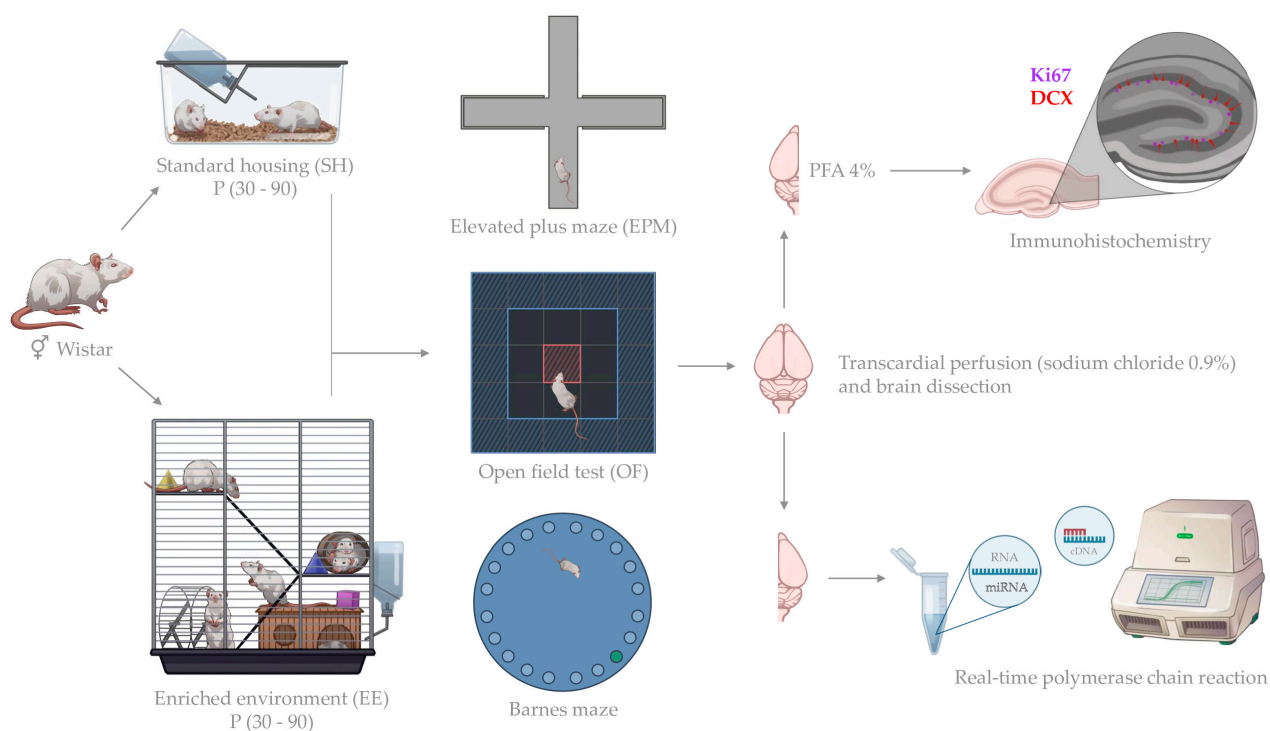 Standard housing (SH)
P (30 - 90)
⚥ Wistar
Enriched environment (EE)
P (30 - 90)
Elevated plus maze (EPM)
Open field test (OF)
Barnes maze
PFA 4%
Ki67
DCX
Immunohistochemistry
Transcardial perfusion (sodium chloride 0.9%)
and brain dissection
RNA
miRNA
cDNA
Real-time polymerase chain reaction